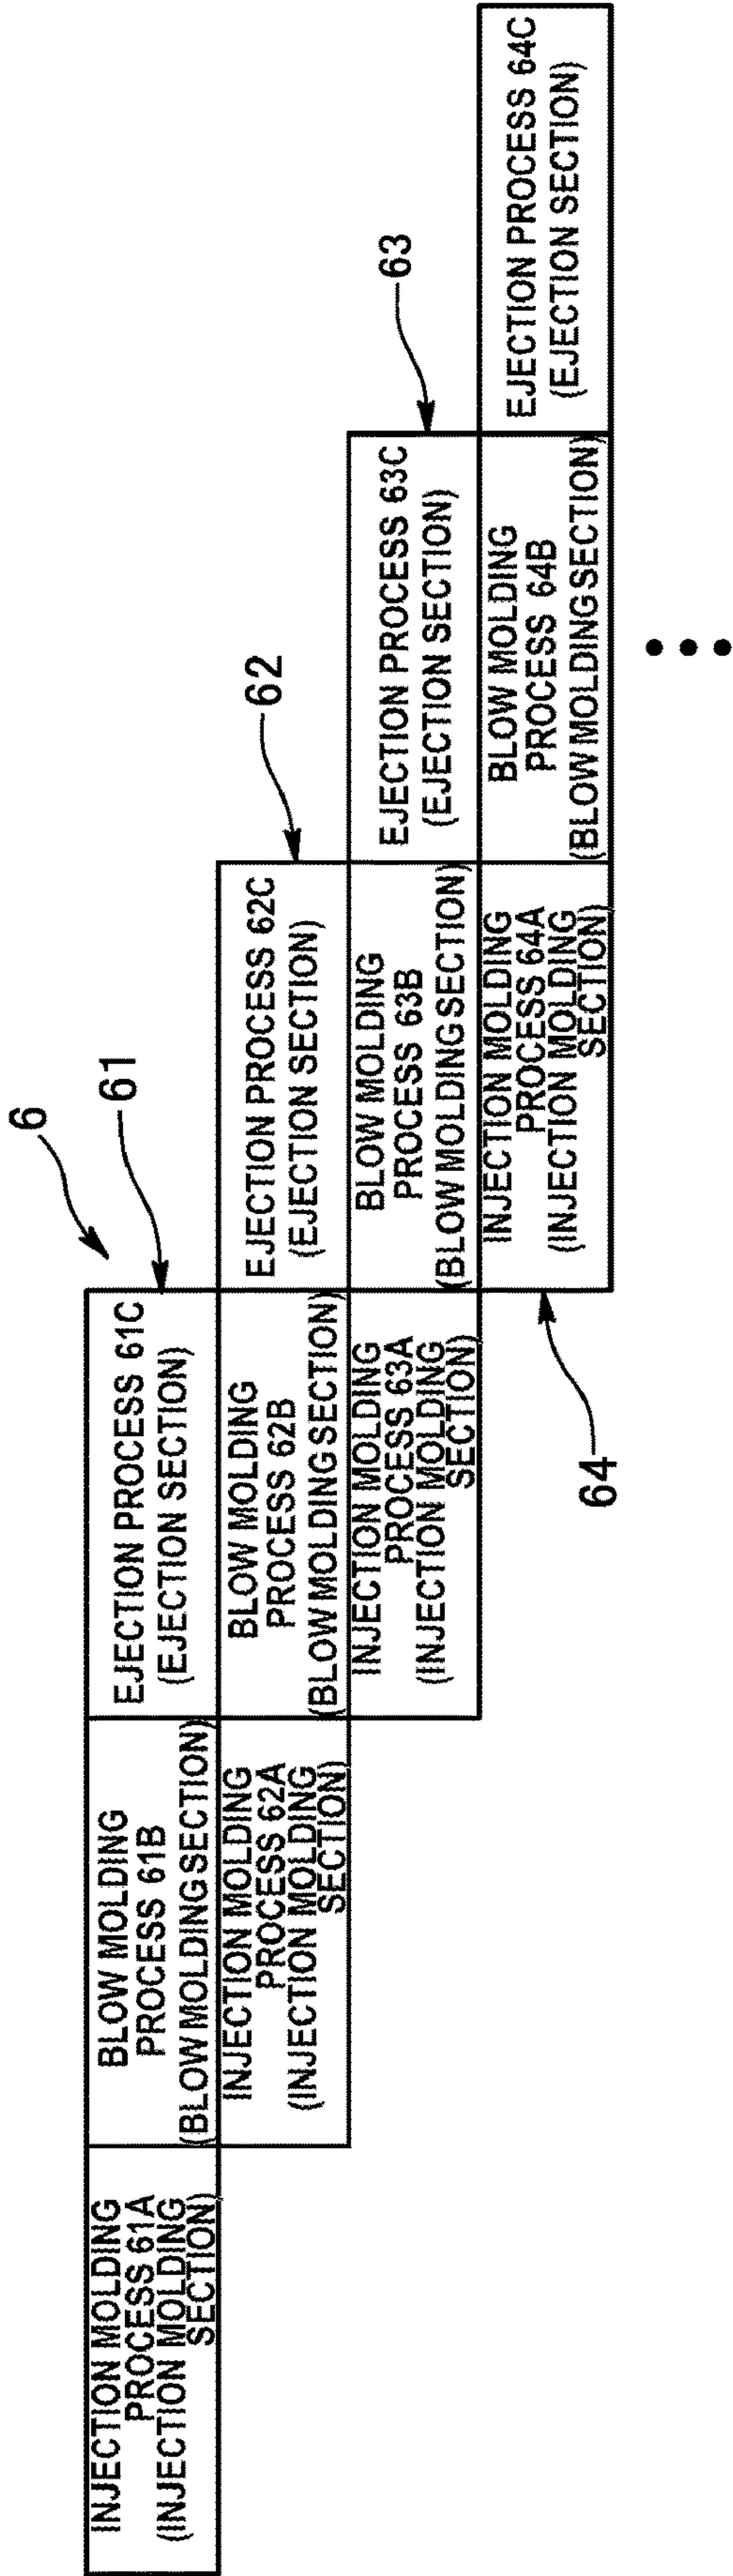 6
61
INJECTION MOLDING
PROCESS 61A
(INJECTION MOLDING
SECTION)
BLOW MOLDING
PROCESS 61B
(BLOW MOLDING SECTION)
EJECTION PROCESS 61C
(EJECTION SECTION)
62
INJECTION MOLDING
PROCESS 62A
(INJECTION MOLDING
SECTION)
BLOW MOLDING
PROCESS 62B
(BLOW MOLDING SECTION)
EJECTION PROCESS 62C
(EJECTION SECTION)
63
INJECTION MOLDING
PROCESS 63A
(INJECTION MOLDING
SECTION)
BLOW MOLDING
PROCESS 63B
(BLOW MOLDING SECTION)
EJECTION PROCESS 63C
(EJECTION SECTION)
INJECTION MOLDING
PROCESS 64A
(INJECTION MOLDING
SECTION)
BLOW MOLDING
PROCESS 64B
(BLOW MOLDING SECTION)
EJECTION PROCESS 64C
(EJECTION SECTION)
64